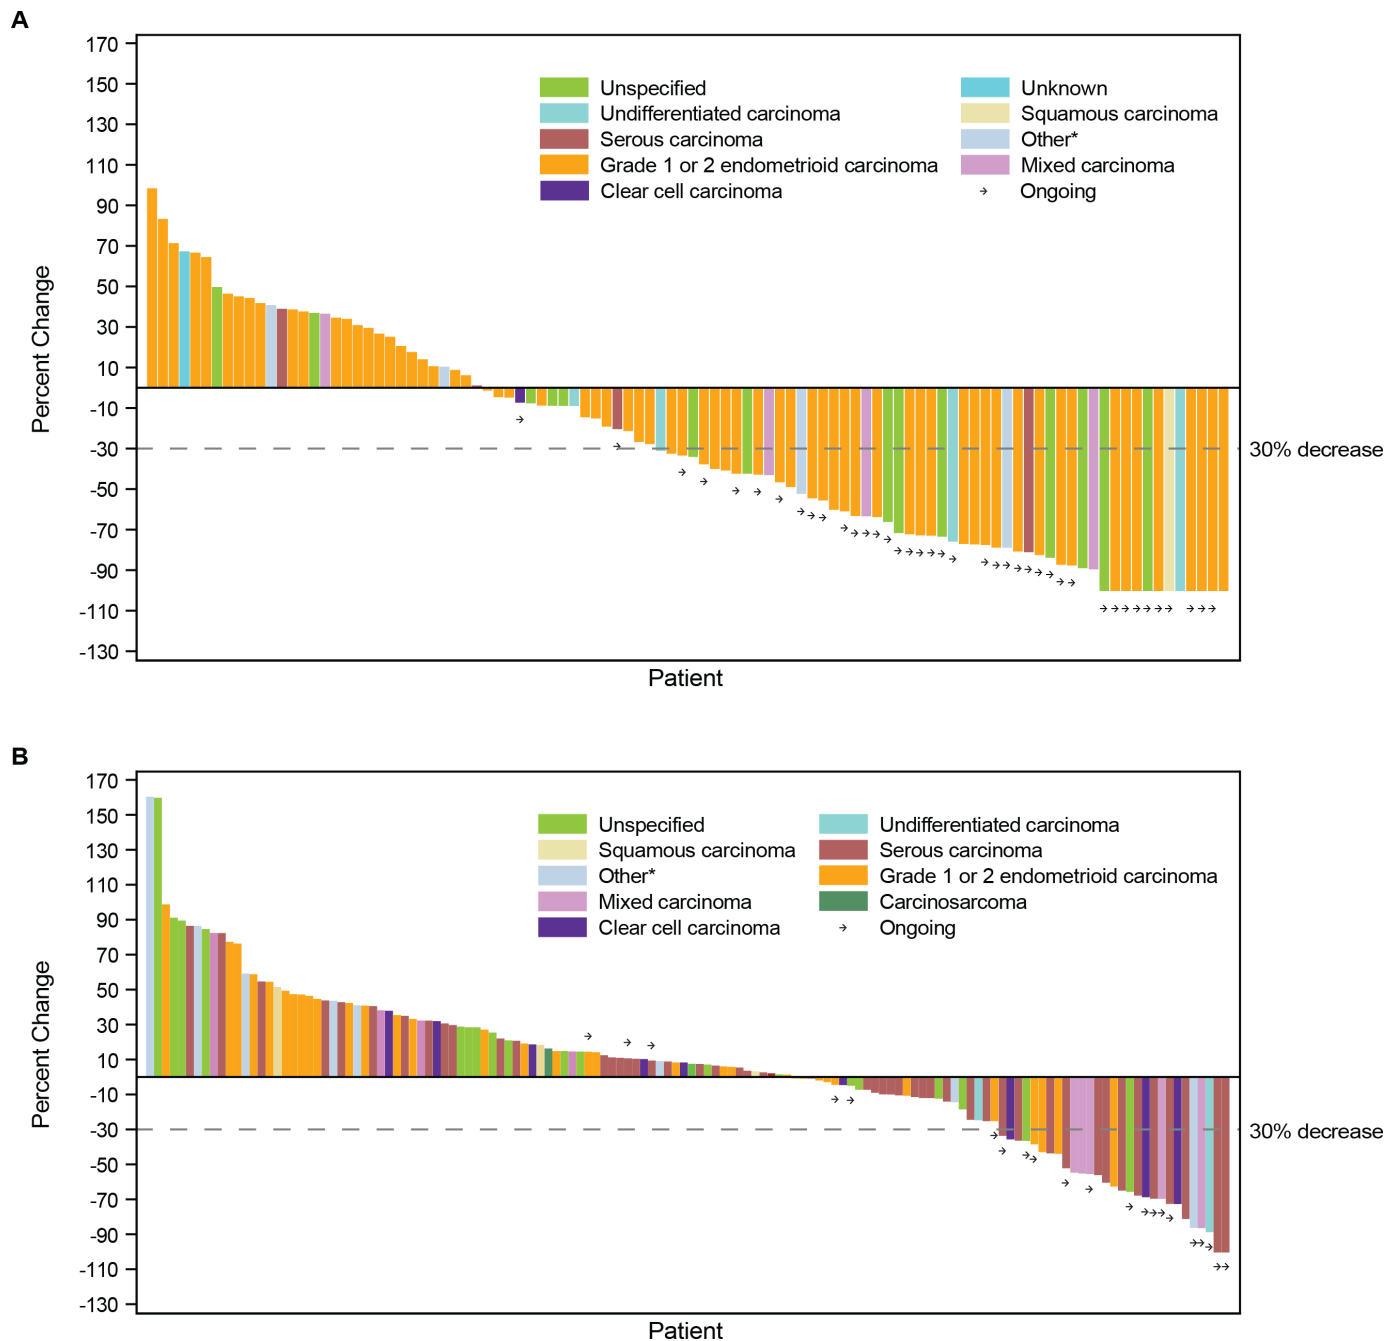 A
170
150
130
110
90
70
50
30
10
-10
-30
-50
-70
-90
-110
-130
Percent Change
Unspecified
Undifferentiated carcinoma
Serous carcinoma
Grade 1 or 2 endometrioid carcinoma
Clear cell carcinoma
Unknown
Squamous carcinoma
Other*
Mixed carcinoma
Ongoing
30% decrease
Patient
B
170
150
130
110
90
70
50
30
10
-10
-30
-50
-70
-90
-110
-130
Percent Change
Unspecified
Squamous carcinoma
Other*
Mixed carcinoma
Clear cell carcinoma
Undifferentiated carcinoma
Serous carcinoma
Grade 1 or 2 endometrioid carcinoma
Carcinosarcoma
Ongoing
30% decrease
Patient